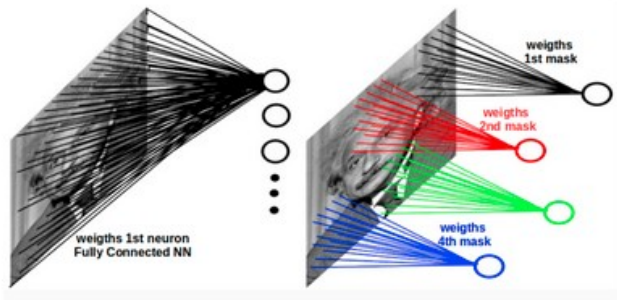 weigths
1st mask
weigths
2nd mask
weigths 1st neuron
Fully Connected NN
weigths
4th mask